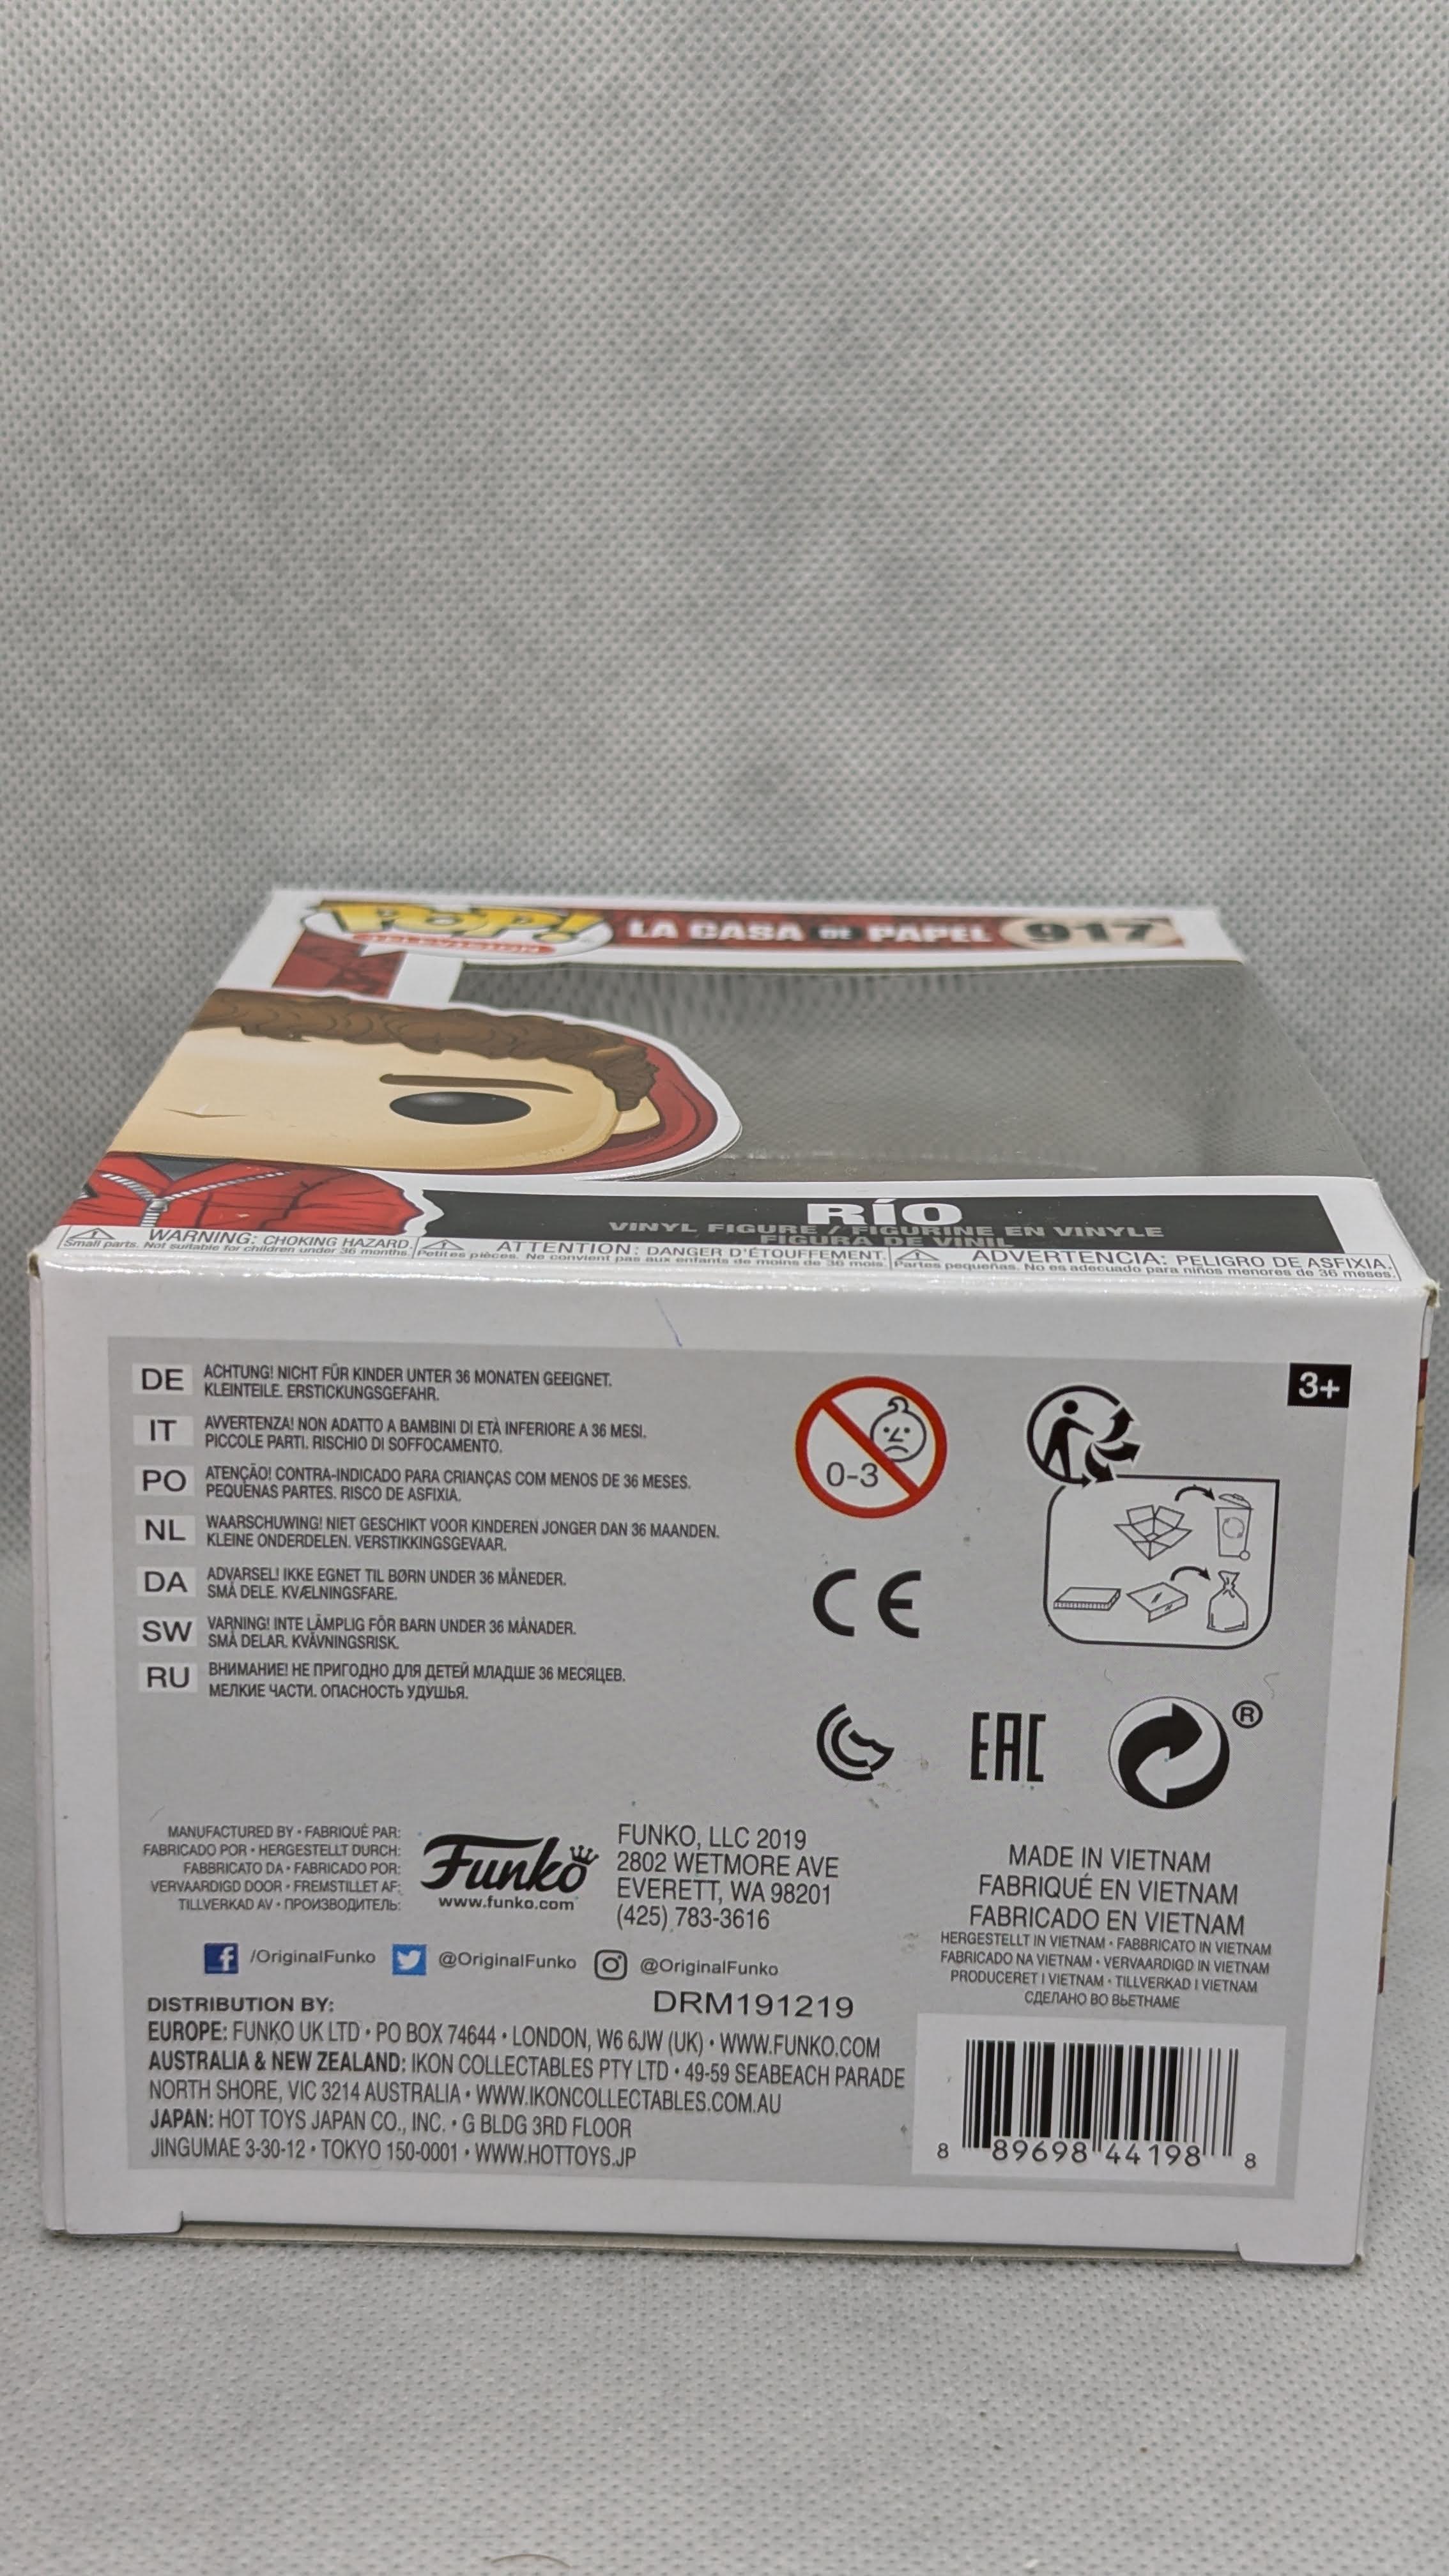 POP!
TELEVISION
LA CASA DE PAPEL
917
RÍO
VINYL FIGURE / FIGURINE EN VINYLE
FIGURA DE VINIL
WARNING: CHOKING HAZARD.
Small parts. Not suitable for children under 36 months.
ATTENTION: DANGER D'ÉTOUFFEMENT.
Petites pièces. Ne convient pas aux enfants de moins de 36 mois.
ADVERTENCIA: PELIGRO DE ASFIXIA.
Partes pequeñas. No es adecuado para niños menores de 36 meses.
DE ACHTUNG! NICHT FÜR KINDER UNTER 36 MONATEN GEEIGNET.
KLEINTEILE. ERSTICKUNGSGEFAHR.
IT AVVERTENZA! NON ADATTO A BAMBINI DI ETÀ INFERIORE A 36 MESI.
PICCOLE PARTI. RISCHIO DI SOFFOCAMENTO.
PO ATENÇÃO! CONTRA-INDICADO PARA CRIANÇAS COM MENOS DE 36 MESES.
PEQUENAS PARTES. RISCO DE ASFIXIA.
NL WAARSCHUWING! NIET GESCHIKT VOOR KINDEREN JONGER DAN 36 MAANDEN.
KLEINE ONDERDELEN. VERSTIKKINGSGEVAAR.
DA ADVARSEL! IKKE EGNET TIL BØRN UNDER 36 MÅNEDER.
SMÅ DELE. KVÆLNINGSFARE.
SW VARNING! INTE LÄMPLIG FÖR BARN UNDER 36 MÅNADER.
SMÅ DELAR. KVÄVNINGSRISK.
RU ВНИМАНИЕ! НЕ ПРИГОДНО ДЛЯ ДЕТЕЙ МЛАДШЕ 36 МЕСЯЦЕВ.
МЕЛКИЕ ЧАСТИ. ОПАСНОСТЬ УДУШЬЯ.
0-3
3+
CE
EAC
®
MANUFACTURED BY • FABRIQUÉ PAR:
FABRICADO POR • HERGESTELLT DURCH:
FABBRICATO DA • FABRICADO POR:
VERVAARDIGD DOOR • FREMSTILLET AF:
TILLVERKAD AV • ПРОИЗВОДИТЕЛЬ:
Funko
www.funko.com
FUNKO, LLC 2019
2802 WETMORE AVE
EVERETT, WA 98201
(425) 783-3616
MADE IN VIETNAM
FABRIQUÉ EN VIETNAM
FABRICADO EN VIETNAM
HERGESTELLT IN VIETNAM • FABBRICATO IN VIETNAM
FABRICADO NA VIETNAM • VERVAARDIGD IN VIETNAM
PRODUCERET I VIETNAM • TILLVERKAD I VIETNAM
СДЕЛАНО ВО ВЬЕТНАМЕ
/OriginalFunko @OriginalFunko @OriginalFunko
DRM191219
DISTRIBUTION BY:
EUROPE: FUNKO UK LTD • PO BOX 74644 • LONDON, W6 6JW (UK) • WWW.FUNKO.COM
AUSTRALIA & NEW ZEALAND: IKON COLLECTABLES PTY LTD • 49-59 SEABEACH PARADE
NORTH SHORE, VIC 3214 AUSTRALIA • WWW.IKONCOLLECTABLES.COM.AU
JAPAN: HOT TOYS JAPAN CO., INC. • G BLDG 3RD FLOOR
JINGUMAE 3-30-12 • TOKYO 150-0001 • WWW.HOTTOYS.JP
8 89698 44198 8